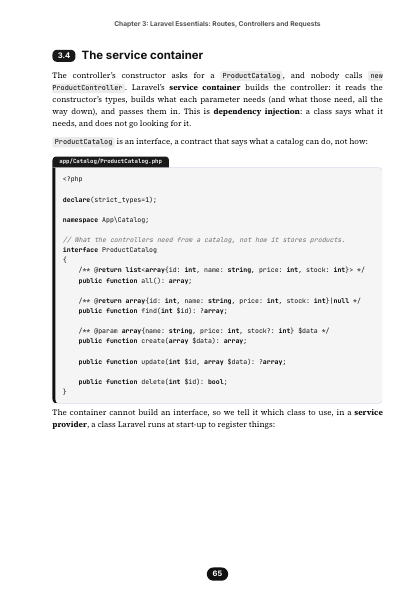 Chapter 3: Laravel Essentials: Routes, Controllers and Requests
3.4 The service container
The controller's constructor asks for a ProductCatalog, and nobody calls new
ProductController. Laravel's service container builds the controller: it reads the
constructor's types, builds what each parameter needs (and what those need, all the
way down), and passes them in. This is dependency injection: a class says what it
needs, and does not go looking for it.
ProductCatalog is an interface, a contract that says what a catalog can do, not how:
app/Catalog/ProductCatalog.php
<?php
declare(strict_types=1);
namespace App\Catalog;
// What the controllers need from a catalog, not how it stores products.
interface ProductCatalog
{
    /** @return list<array{id: int, name: string, price: int, stock: int}> */
    public function all(): array;
    /** @return array{id: int, name: string, price: int, stock: int}|null */
    public function find(int $id): ?array;
    /** @param array{name: string, price: int, stock?: int} $data */
    public function create(array $data): array;
    public function update(int $id, array $data): ?array;
    public function delete(int $id): bool;
}
The container cannot build an interface, so we tell it which class to use, in a service
provider, a class Laravel runs at start-up to register things:
65